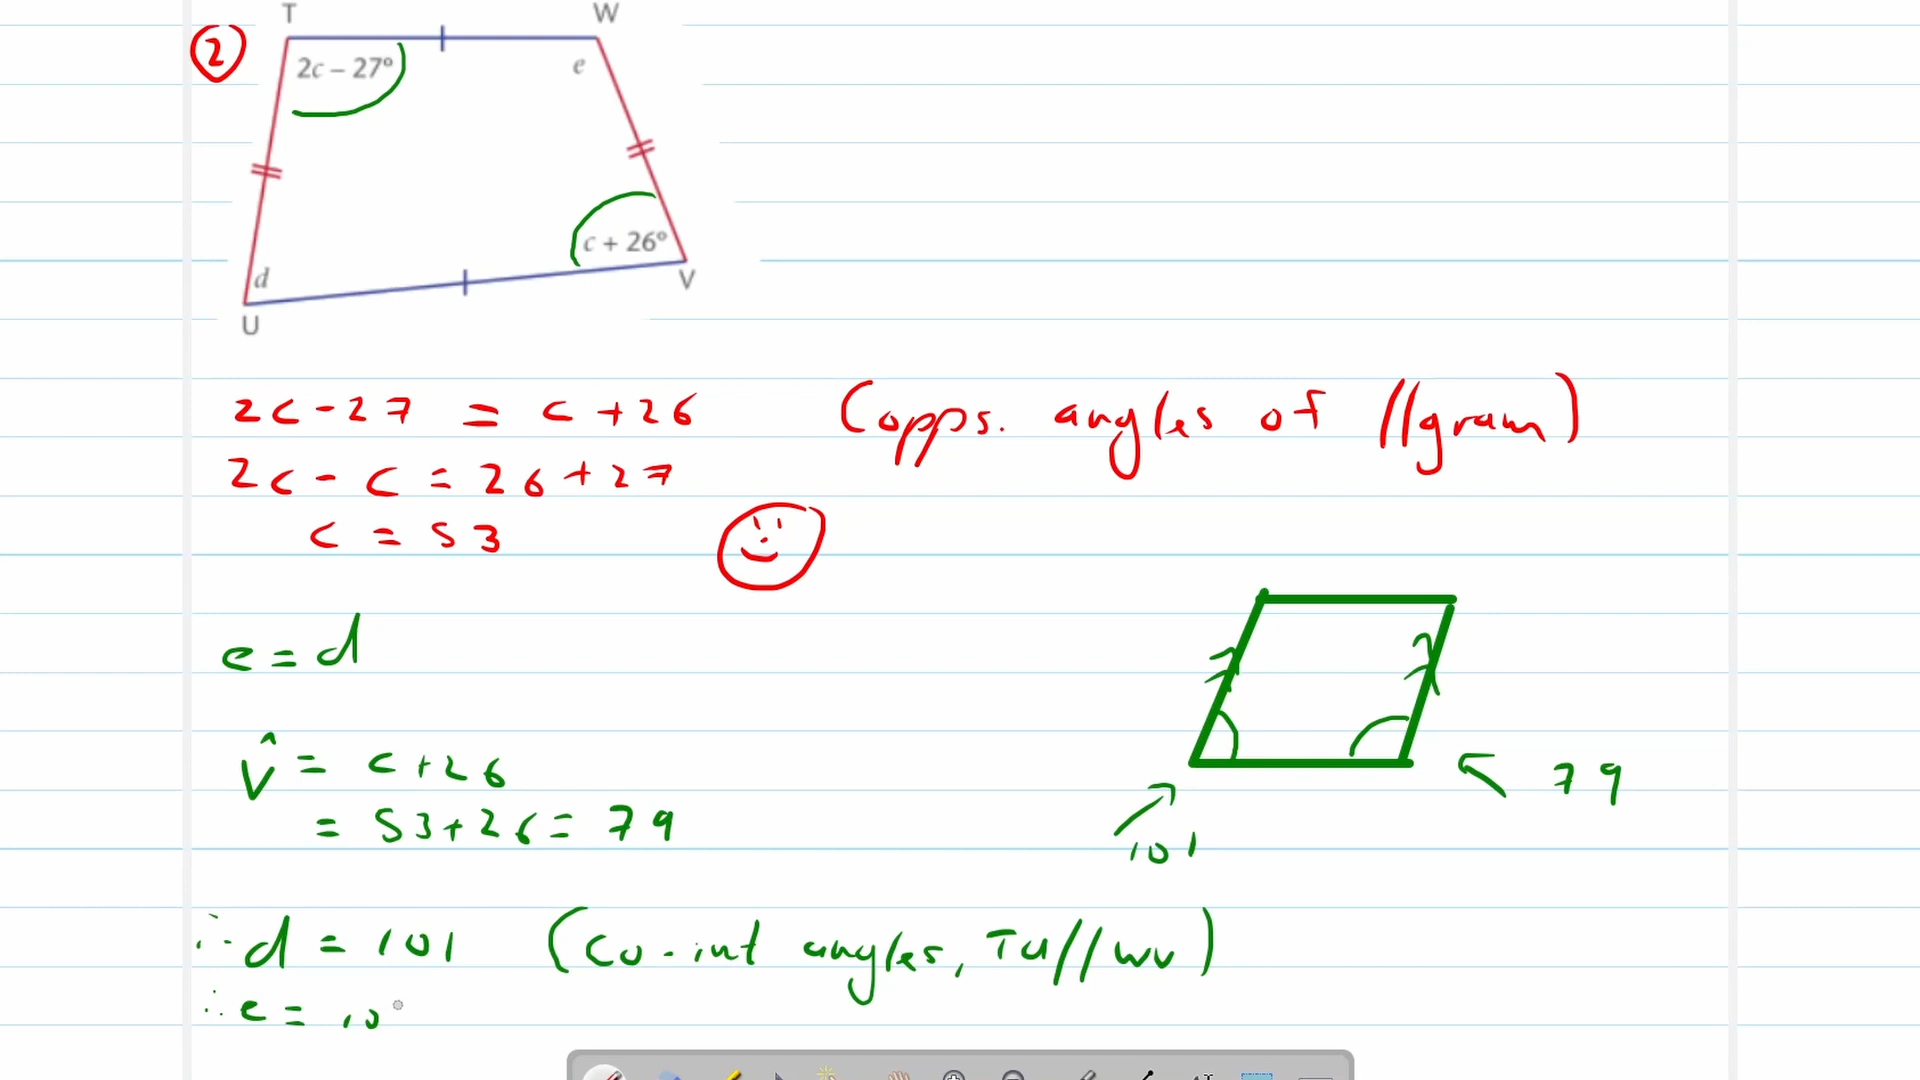 T W
2
2c – 27° e
c + 26°
d V
U
2c - 27 = c + 26 (opps. angles of //gram)
2c - c = 26 + 27
c = 53
e = d
V̂ = c + 26
79
= 53 + 26 = 79
101
∴ d = 101 (co-int angles, TU//WV)
∴ e = 10